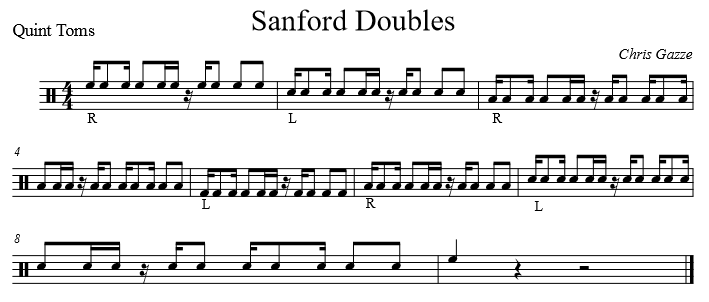 Sanford Doubles
Quint Toms
Chris Gazze
4
4
R L R
4
L R L
8